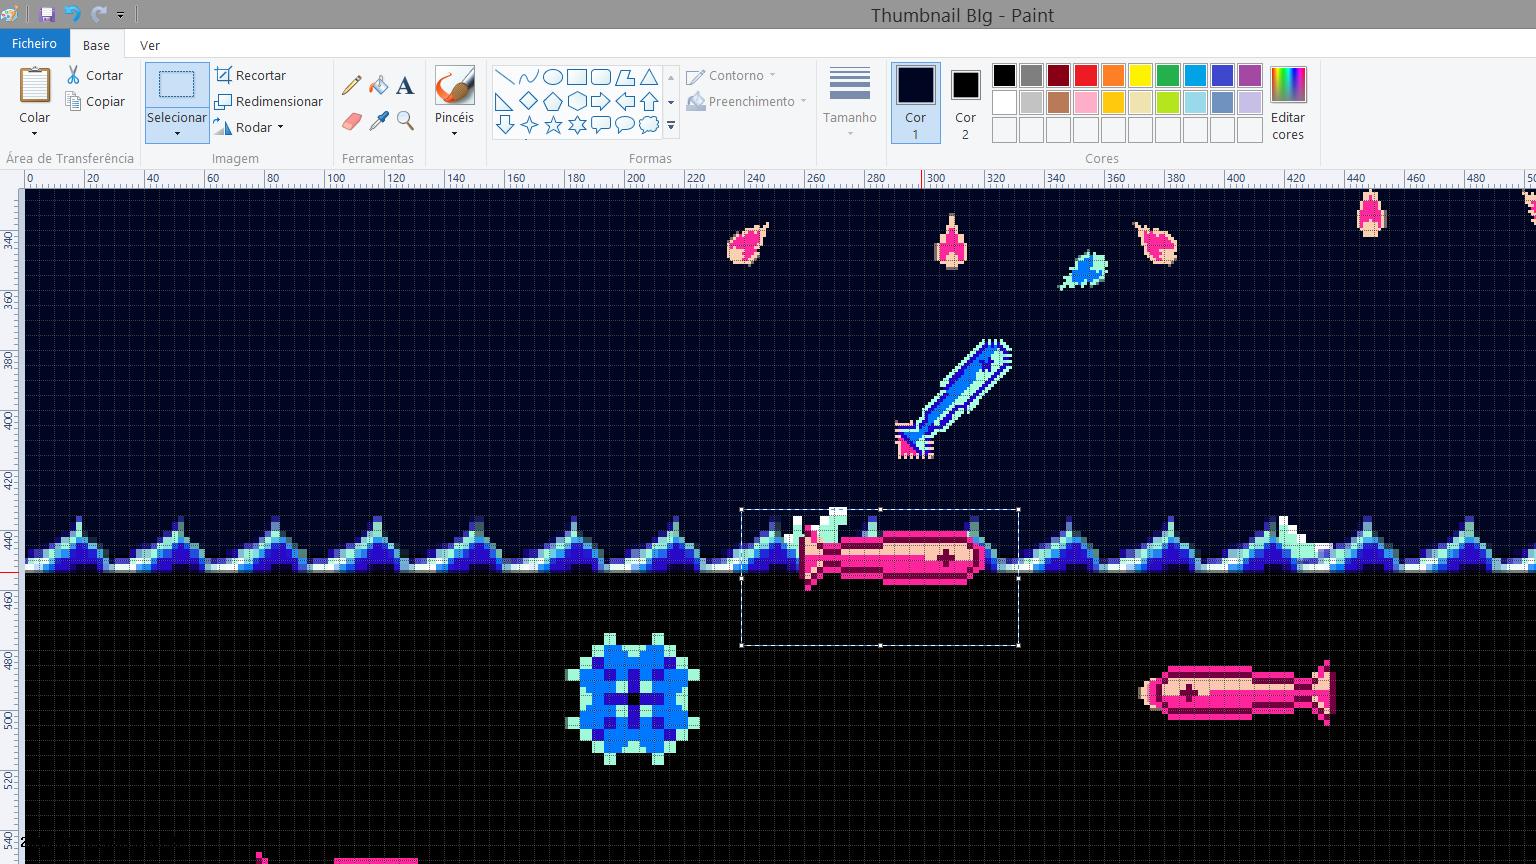 Thumbnail BIg - Paint
Ficheiro Base Ver
Colar
Cortar
Copiar
Área de Transferência
Selecionar
Recortar
Redimensionar
Rodar
Imagem
Ferramentas
Pincéis
Contorno
Preenchimento
Formas
Tamanho
Cor
1
Cor
2
Editar
cores
Cores
0 20 40 60 80 100 120 140 160 180 200 220 240 260 280 300 320 340 360 380 400 420 440 460 480
340
360
380
400
420
440
460
480
500
520
540